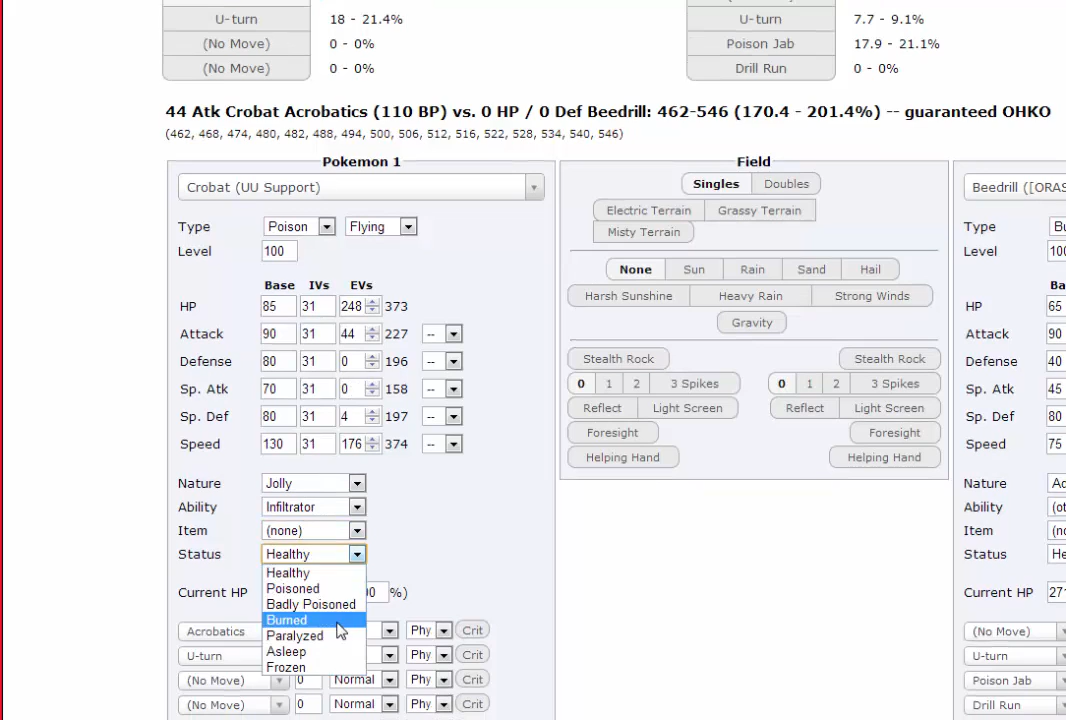 U-turn 18 - 21.4% U-turn 7.7 - 9.1%
(No Move) 0 - 0% Poison Jab 17.9 - 21.1%
(No Move) 0 - 0% Drill Run 0 - 0%
44 Atk Crobat Acrobatics (110 BP) vs. 0 HP / 0 Def Beedrill: 462-546 (170.4 - 201.4%) -- guaranteed OHKO
(462, 468, 474, 480, 482, 488, 494, 500, 506, 512, 516, 522, 528, 534, 540, 546)
Pokemon 1
Crobat (UU Support)
Type Poison Flying
Level 100
Base IVs EVs
HP 85 31 248 373
Attack 90 31 44 227 --
Defense 80 31 0 196 --
Sp. Atk 70 31 0 158 --
Sp. Def 80 31 4 197 --
Speed 130 31 176 374 --
Nature Jolly
Ability Infiltrator
Item (none)
Status Healthy
Healthy
Poisoned
Badly Poisoned
Burned
Paralyzed
Asleep
Frozen
Current HP %)
Acrobatics Phy Crit
U-turn Phy Crit
(No Move) 0 Normal Phy Crit
(No Move) 0 Normal Phy Crit
Field
Singles Doubles
Electric Terrain Grassy Terrain
Misty Terrain
None Sun Rain Sand Hail
Harsh Sunshine Heavy Rain Strong Winds
Gravity
Stealth Rock Stealth Rock
0 1 2 3 Spikes 0 1 2 3 Spikes
Reflect Light Screen Reflect Light Screen
Foresight Foresight
Helping Hand Helping Hand
Beedrill ([ORAS
Type
Level
HP 65
Attack 90
Defense 40
Sp. Atk 45
Sp. Def 80
Speed 75
Nature
Ability
Item
Status
Current HP
(No Move)
U-turn
Poison Jab
Drill Run